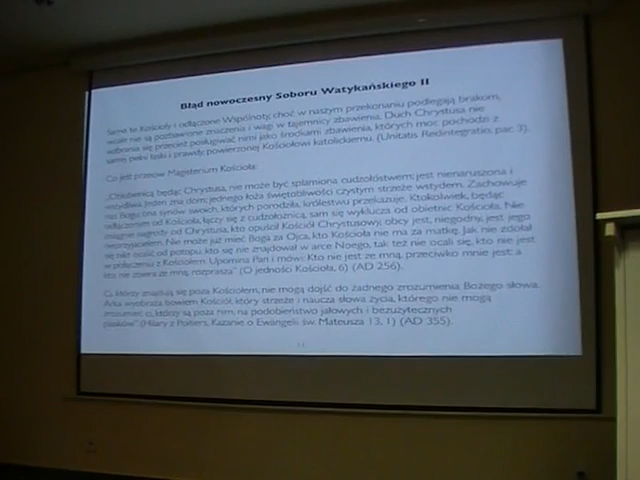 Błąd nowoczesny Soboru Watykańskiego II
Same te Kościoły i odłączone Wspólnoty, choć w naszym przekonaniu podlegają brakom,
wcale nie są pozbawione znaczenia i wagi w tajemnicy zbawienia. Duch Chrystusa nie
wzbrania się przecież posługiwać nimi jako środkami zbawienia, których moc pochodzi z
samej pełni łaski i prawdy, powierzonej Kościołowi katolickiemu. (Unitatis Redintegratio, par. 3).
Co jest przeciw Magisterium Kościoła:
„Oblubienicą będąc Chrystusa, nie może być splamiona cudzołóstwem; jest nienaruszona i
wstydliwa. Jeden zna dom; jednego łoża świętobliwości czystym strzeże wstydem. Zachowuje
nas Bogu, ona synów swoich, których porodziła, królestwu przekazuje. Ktokolwiek, będąc
odłączonym od Kościoła, łączy się z cudzołożnicą, sam się wyklucza od obietnic Kościoła. Nie
osiągnie nagrody od Chrystusa, kto opuścił Kościół Chrystusowy; obcy jest, niegodny, jest jego
nieprzyjacielem. Nie może już mieć Boga za Ojca, kto Kościoła nie ma za matkę. Jak nie zdołał
się nikt ocalić od potopu, kto się nie znajdował w arce Noego, tak też nie ocali się, kto nie jest
w połączeniu z Kościołem. Upomina Pan i mówi: Kto nie jest ze mną, przeciwko mnie jest; a
kto nie zbiera ze mną, rozprasza” (O jedności Kościoła, 6) (AD 256).
Ci, którzy znajdują się poza Kościołem, nie mogą dojść do żadnego zrozumienia Bożego słowa.
Arka wyobraża bowiem Kościół, który strzeże i naucza słowa życia, którego nie mogą
zrozumieć ci, którzy są poza nim, na podobieństwo jałowych i bezużytecznych
piasków” (Hilary z Poitiers, Kazanie o Ewangelii św. Mateusza 13, 1) (AD 355).